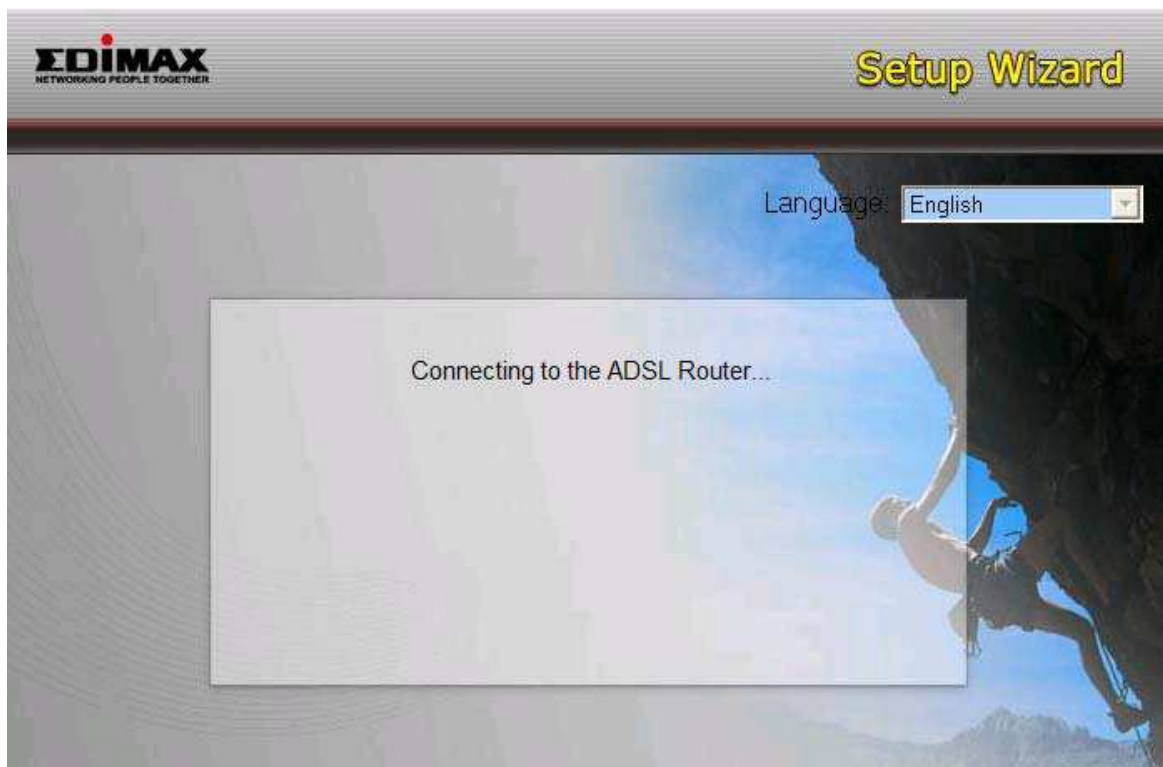 EDIMAX
NETWORKING PEOPLE TOGETHER
Setup Wizard
Language: English
Connecting to the ADSL Router...